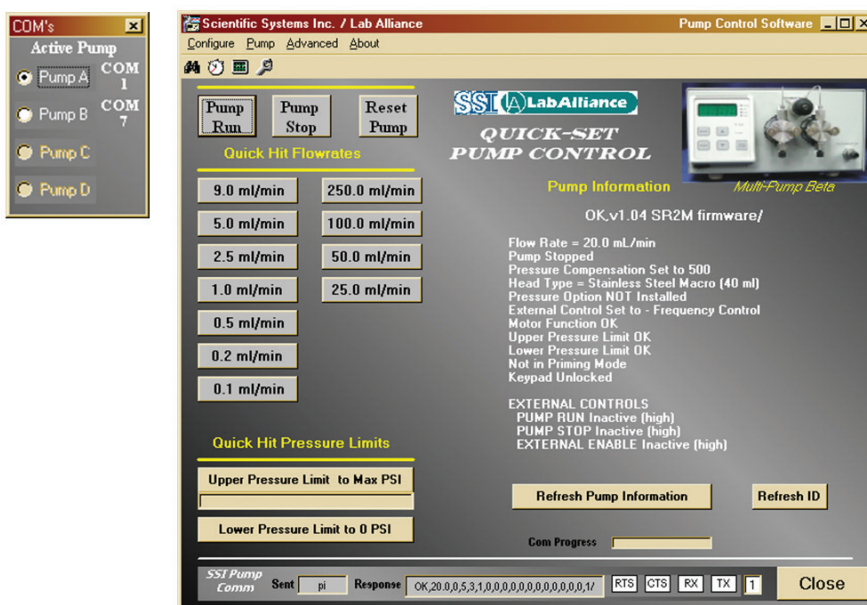 COM's
Active Pump
Pump A COM 1
Pump B COM 7
Pump C
Pump D
Scientific Systems Inc. / Lab Alliance Pump Control Software
Configure Pump Advanced About
Pump Run
Pump Stop
Reset Pump
Quick Hit Flowrates
9.0 ml/min 250.0 ml/min
5.0 ml/min 100.0 ml/min
2.5 ml/min 50.0 ml/min
1.0 ml/min 25.0 ml/min
0.5 ml/min
0.2 ml/min
0.1 ml/min
Quick Hit Pressure Limits
Upper Pressure Limit to Max PSI
Lower Pressure Limit to 0 PSI
SSI LabAlliance
QUICK-SET
PUMP CONTROL
Pump Information
Multi-Pump Beta
OK,v1.04 SR2M firmware/
Flow Rate = 20.0 mL/min
Pump Stopped
Pressure Compensation Set to 500
Head Type = Stainless Steel Macro (40 ml)
Pressure Option NOT Installed
External Control Set to - Frequency Control
Motor Function OK
Upper Pressure Limit OK
Lower Pressure Limit OK
Not in Priming Mode
Keypad Unlocked
EXTERNAL CONTROLS
PUMP RUN Inactive (high)
PUMP STOP Inactive (high)
EXTERNAL ENABLE Inactive (high)
Refresh Pump Information Refresh ID
Com Progress
SSI Pump Comm Sent pi Response OK,20.0,0,5,3,1,0,0,0,0,0,0,0,0,0,0,0,1/ RTS CTS RX TX 1 Close